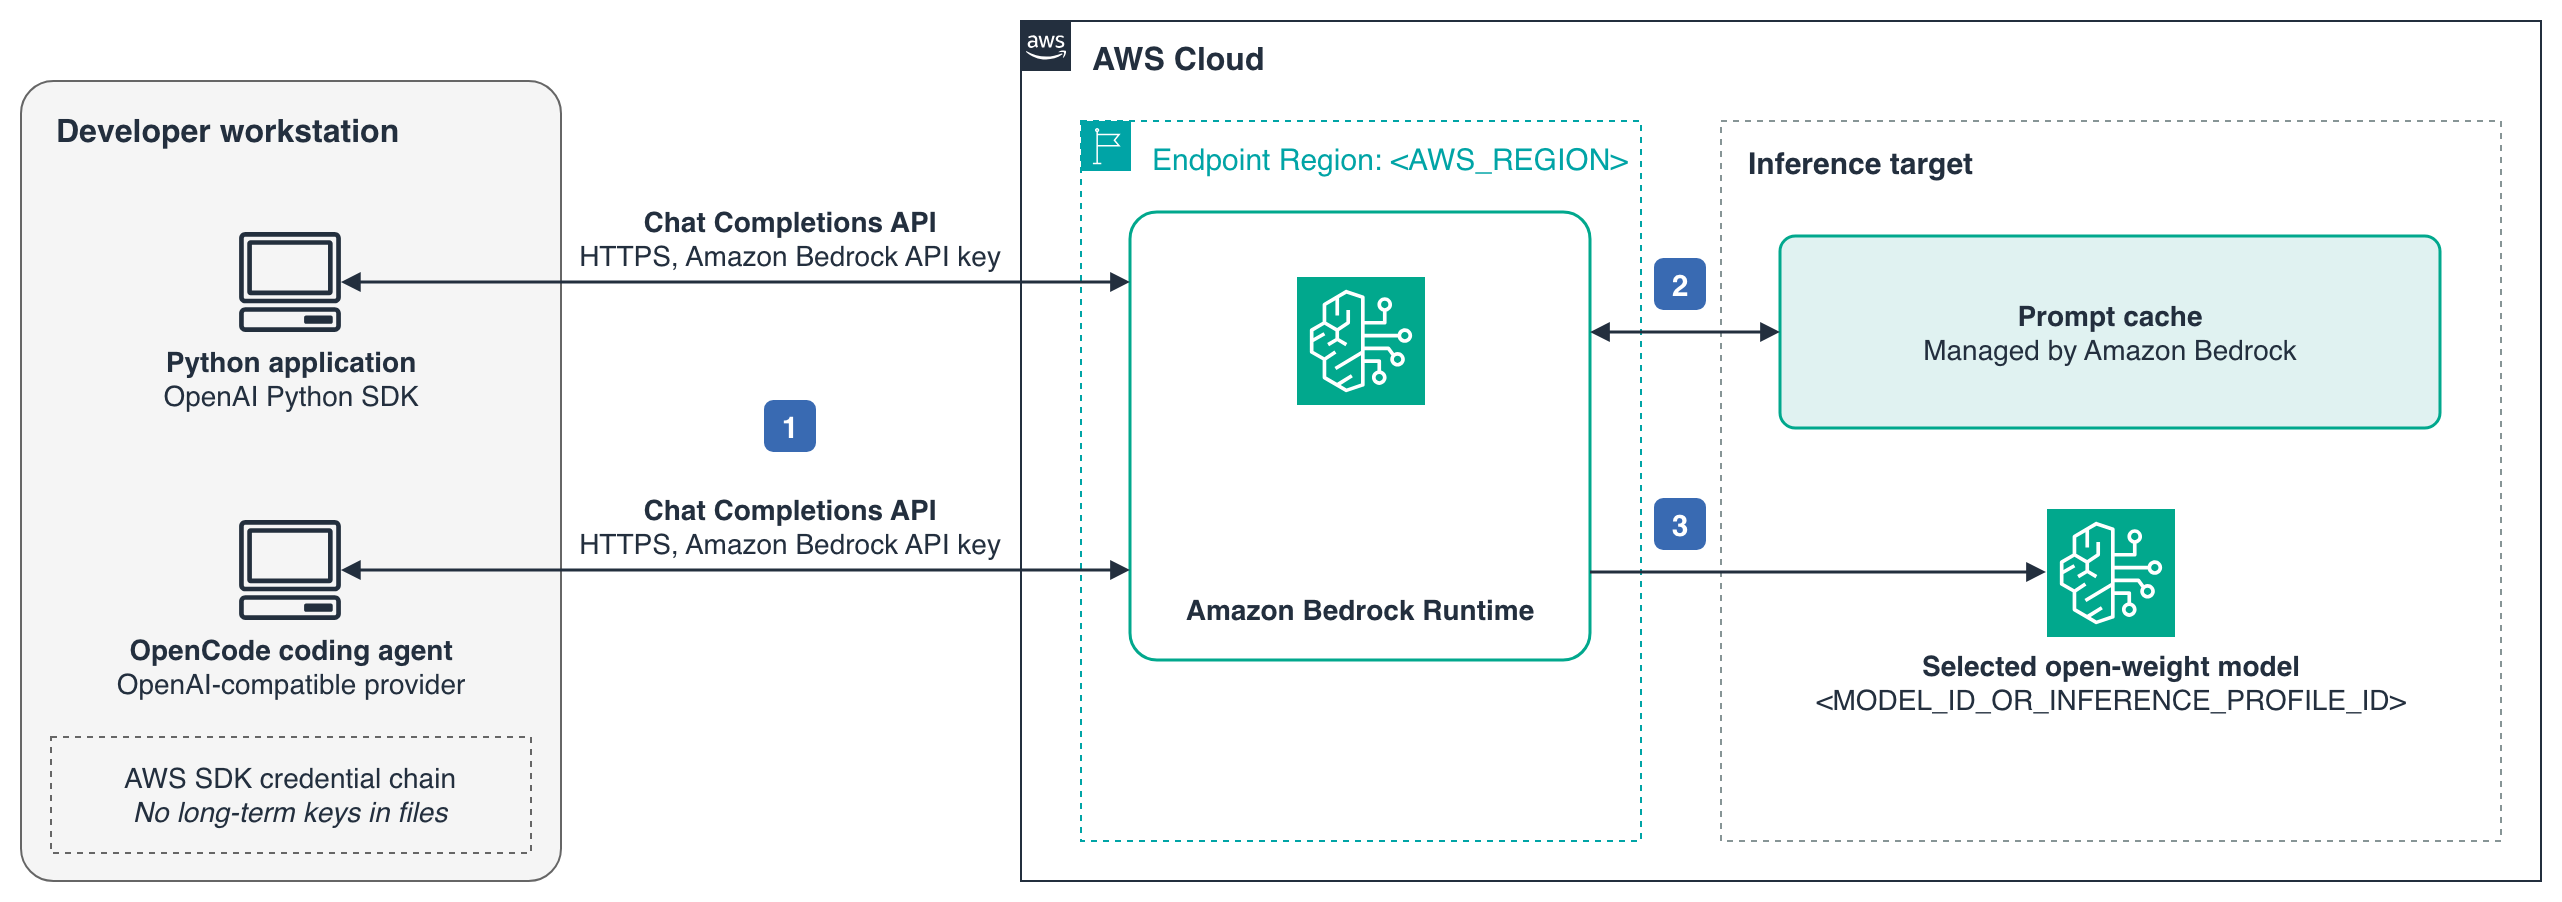 aws
AWS Cloud
Developer workstation
Endpoint Region: <AWS_REGION>
Inference target
Chat Completions API
HTTPS, Amazon Bedrock API key
Python application
OpenAI Python SDK
1
2
Prompt cache
Managed by Amazon Bedrock
Chat Completions API
HTTPS, Amazon Bedrock API key
3
Amazon Bedrock Runtime
OpenCode coding agent
OpenAI-compatible provider
Selected open-weight model
<MODEL_ID_OR_INFERENCE_PROFILE_ID>
AWS SDK credential chain
No long-term keys in files